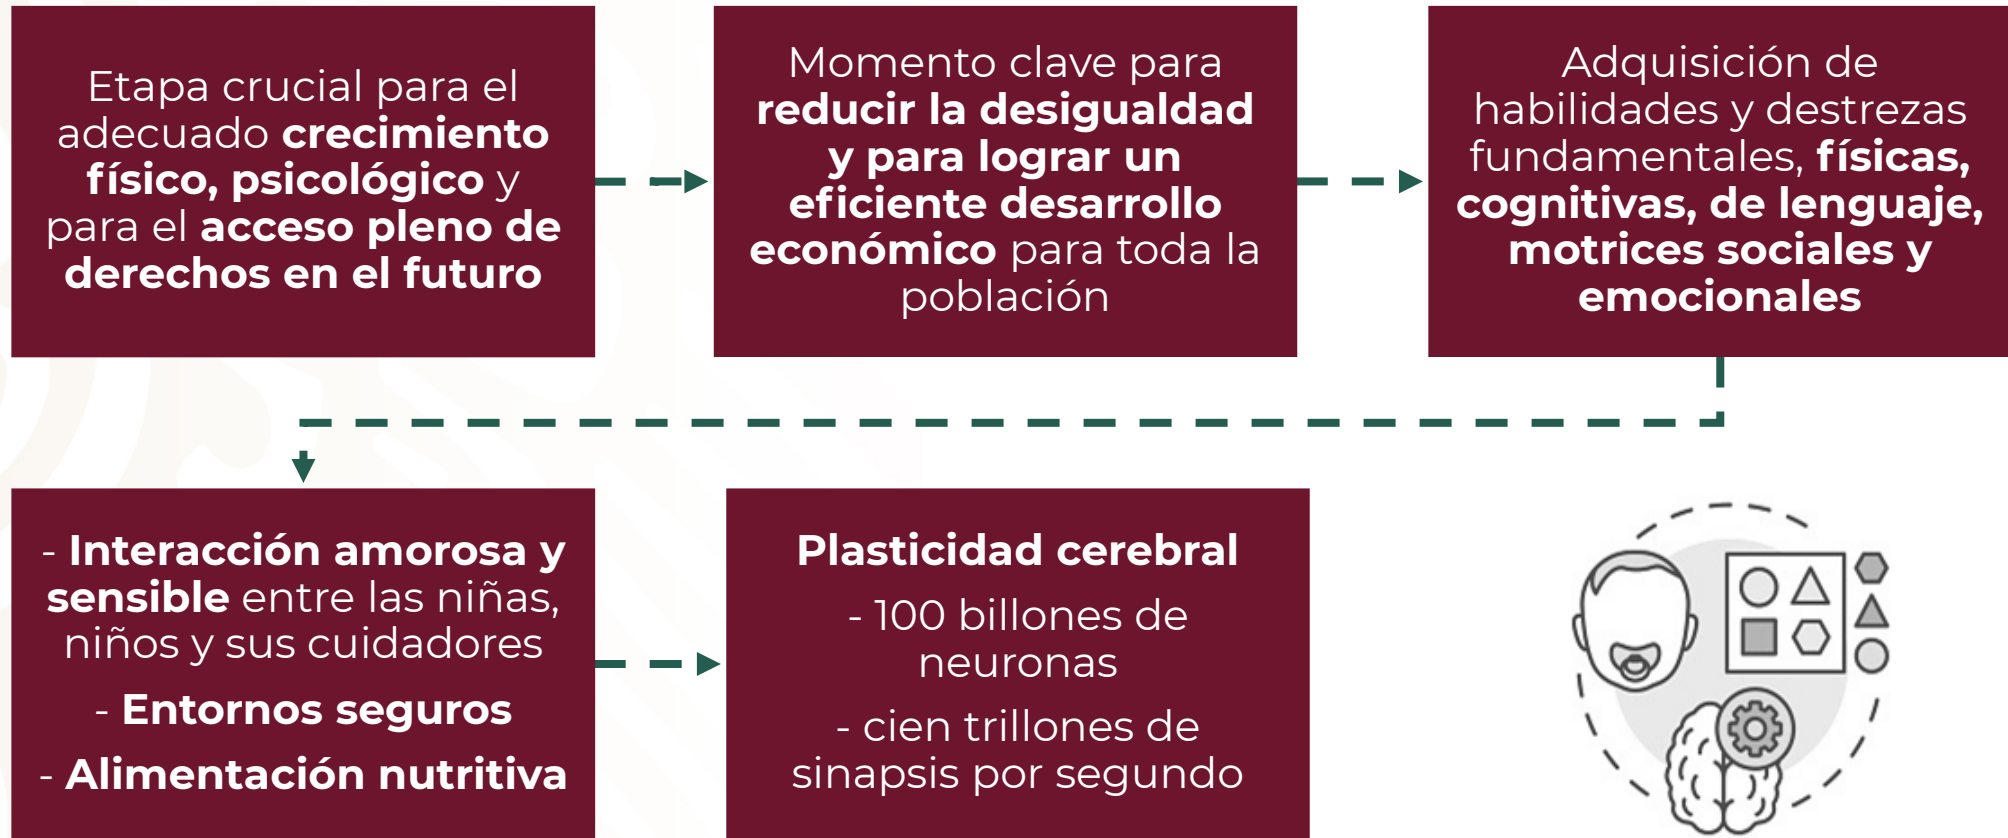 Etapa crucial para el
adecuado crecimiento
físico, psicológico y
para el acceso pleno de
derechos en el futuro
Momento clave para
reducir la desigualdad
y para lograr un
eficiente desarrollo
económico para toda la
población
Adquisición de
habilidades y destrezas
fundamentales, físicas,
cognitivas, de lenguaje,
motrices sociales y
emocionales
- Interacción amorosa y
sensible entre las niñas,
niños y sus cuidadores
- Entornos seguros
- Alimentación nutritiva
Plasticidad cerebral
- 100 billones de
neuronas
- cien trillones de
sinapsis por segundo